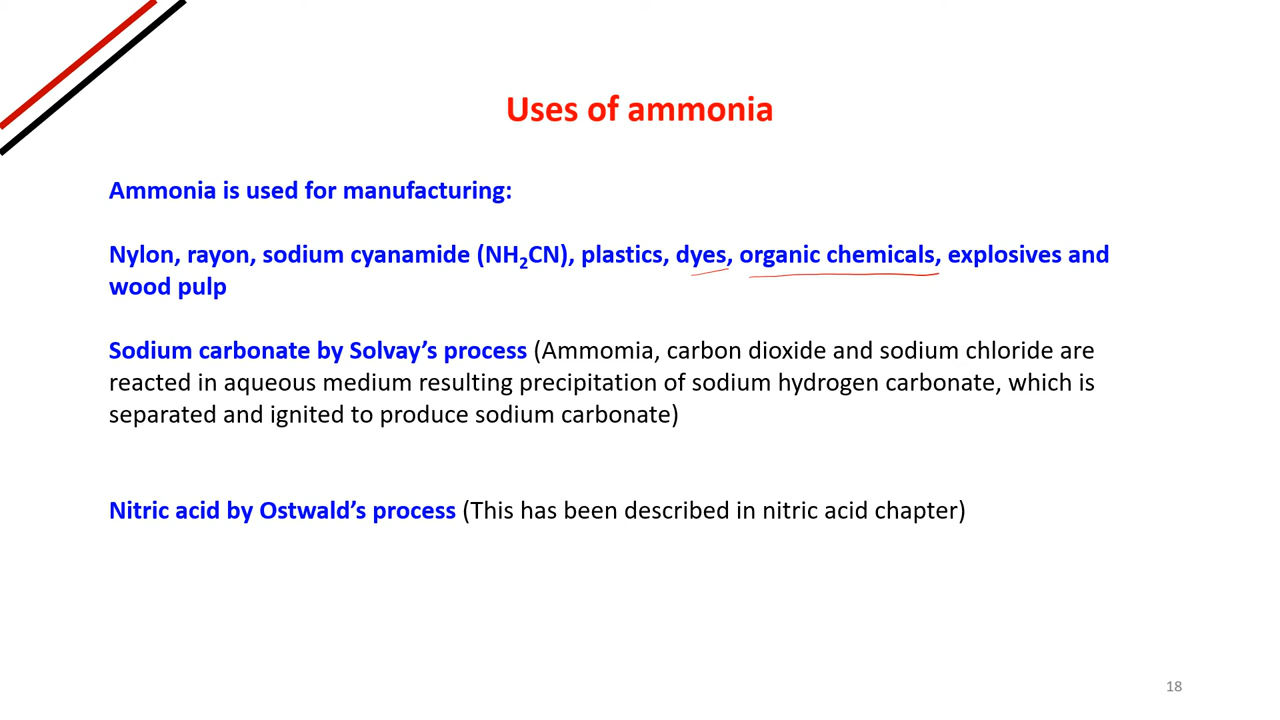 Uses of ammonia
Ammonia is used for manufacturing:
Nylon, rayon, sodium cyanamide (NH₂CN), plastics, dyes, organic chemicals, explosives and
wood pulp
Sodium carbonate by Solvay’s process (Ammomia, carbon dioxide and sodium chloride are
reacted in aqueous medium resulting precipitation of sodium hydrogen carbonate, which is
separated and ignited to produce sodium carbonate)
Nitric acid by Ostwald’s process (This has been described in nitric acid chapter)
18